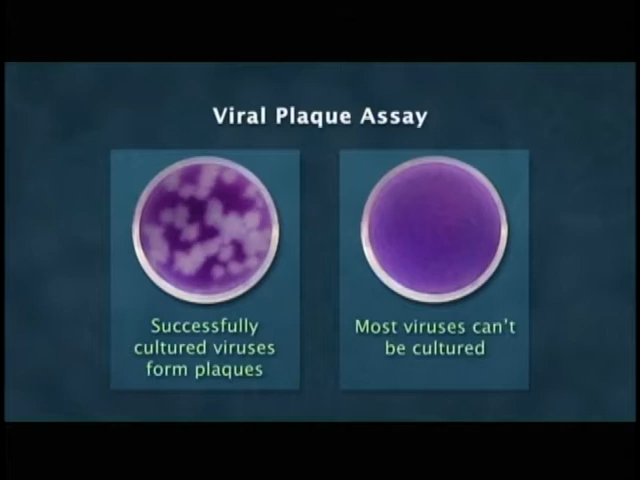 Viral Plaque Assay
Successfully
cultured viruses
form plaques
Most viruses can't
be cultured